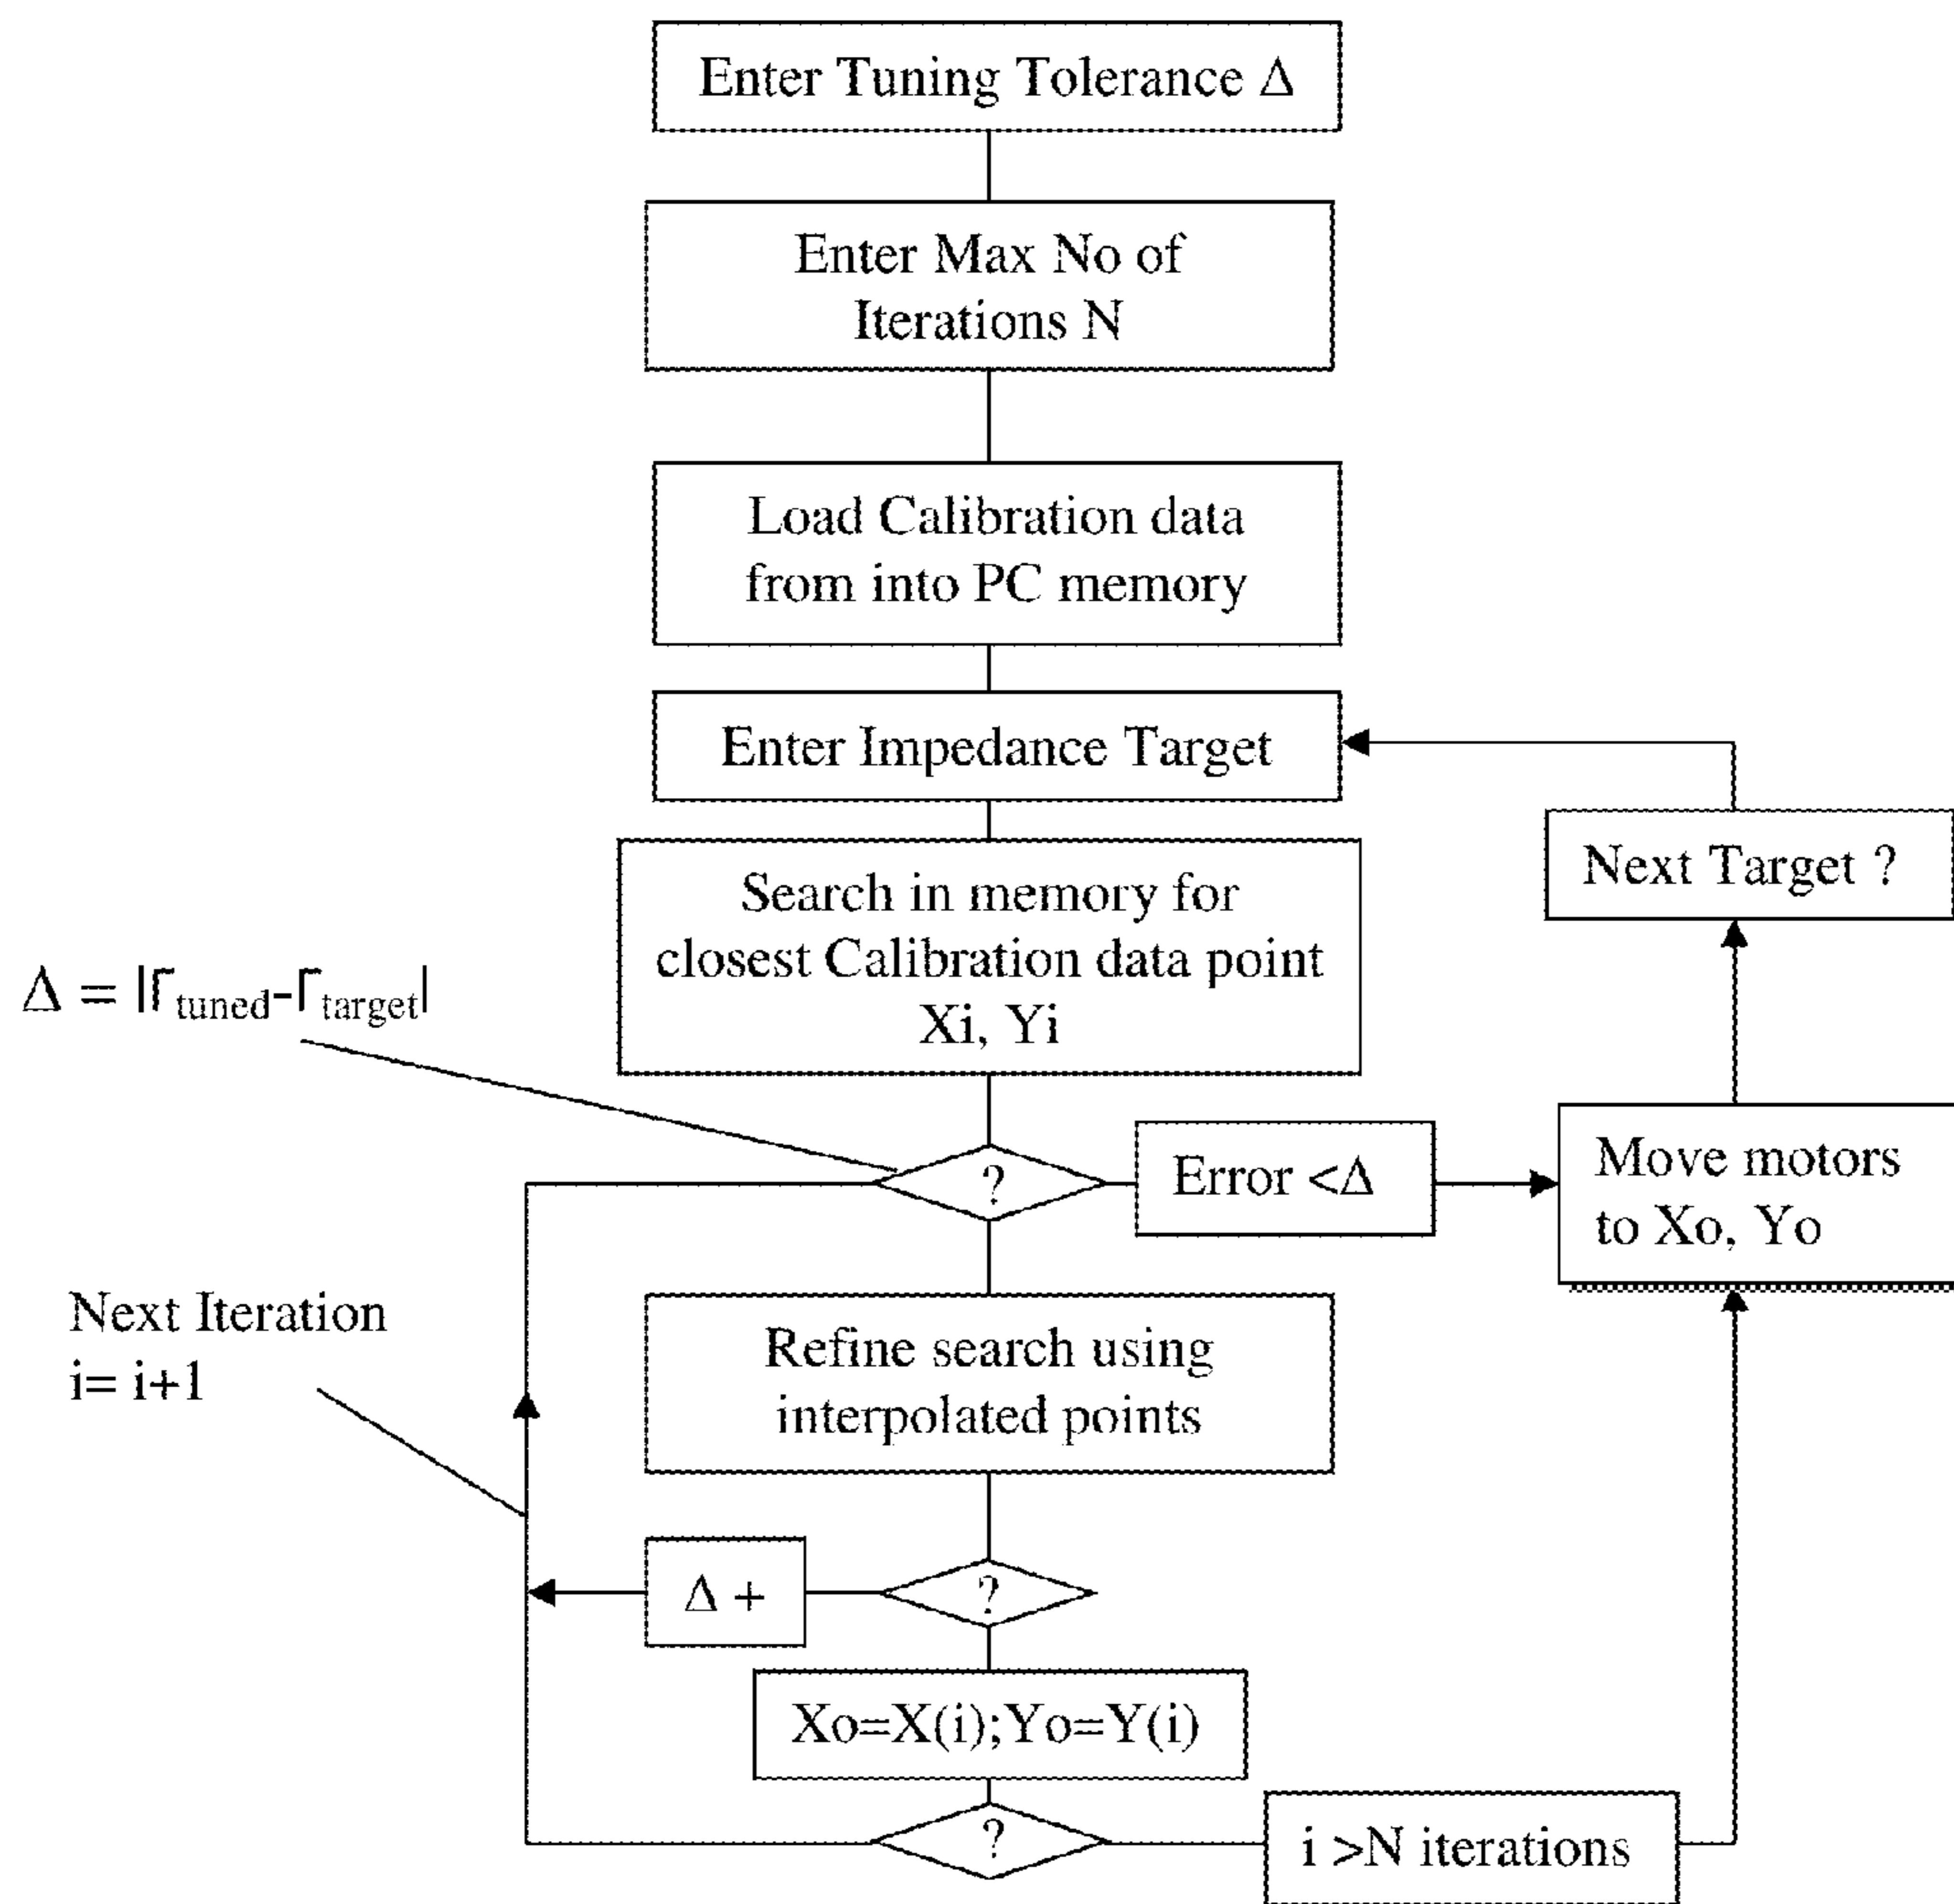 Enter Tuning Tolerance Δ
Enter Max No of
Iterations N
Load Calibration data
from into PC memory
Enter Impedance Target
Next Target ?
Search in memory for
closest Calibration data point
Xi, Yi
Δ = |Γtuned-Γtarget|
?
Error <Δ
Move motors
to Xo, Yo
Next Iteration
i= i+1
Refine search using
interpolated points
Δ +
?
Xo=X(i);Yo=Y(i)
?
i >N iterations